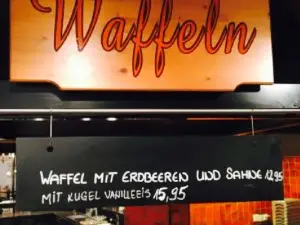 Waffeln
WAFFEL MIT ERDBEEREN UND SAHNE 12,95
MIT KUGEL VANILLEEIS 15,95